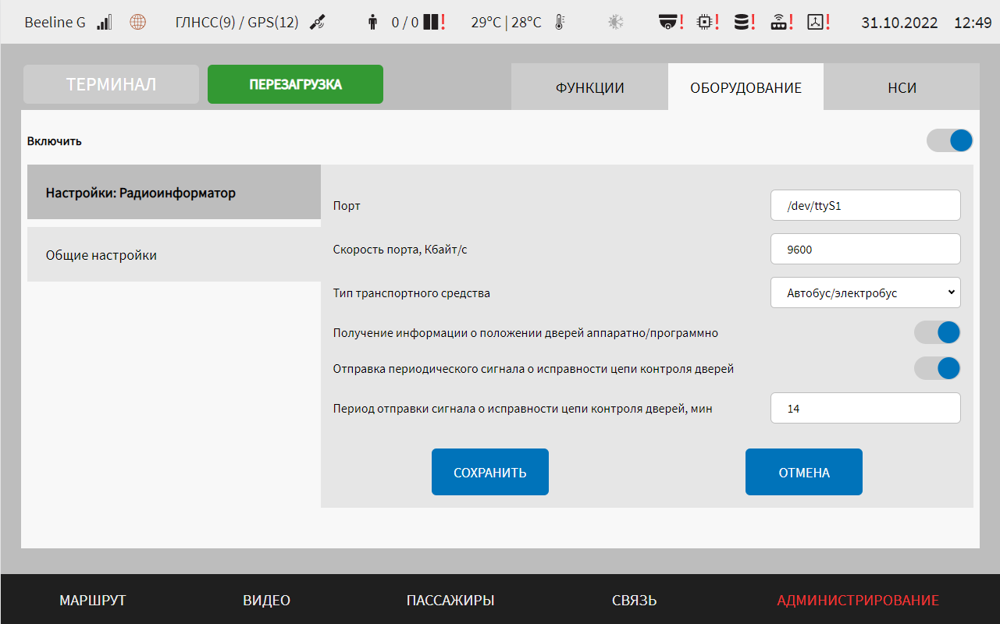 Beeline G ГЛНСС(9) / GPS(12) 0 / 0 ! 29°C | 28°C ! ! ! ! ! 31.10.2022 12:49
ТЕРМИНАЛ ПЕРЕЗАГРУЗКА ФУНКЦИИ ОБОРУДОВАНИЕ НСИ
Включить
Настройки: Радиоинформатор
Общие настройки
Порт /dev/ttyS1
Скорость порта, Кбайт/с 9600
Тип транспортного средства Автобус/электробус
Получение информации о положении дверей аппаратно/программно
Отправка периодического сигнала о исправности цепи контроля дверей
Период отправки сигнала о исправности цепи контроля дверей, мин 14
СОХРАНИТЬ ОТМЕНА
МАРШРУТ ВИДЕО ПАССАЖИРЫ СВЯЗЬ АДМИНИСТРИРОВАНИЕ